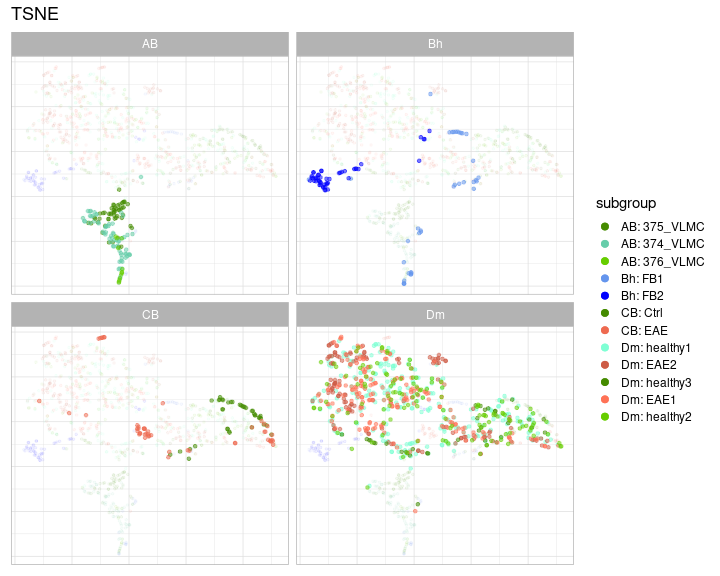 TSNE
AB
Bh
CB
Dm
subgroup
AB: 375_VLMC
AB: 374_VLMC
AB: 376_VLMC
Bh: FB1
Bh: FB2
CB: Ctrl
CB: EAE
Dm: healthy1
Dm: EAE2
Dm: healthy3
Dm: EAE1
Dm: healthy2